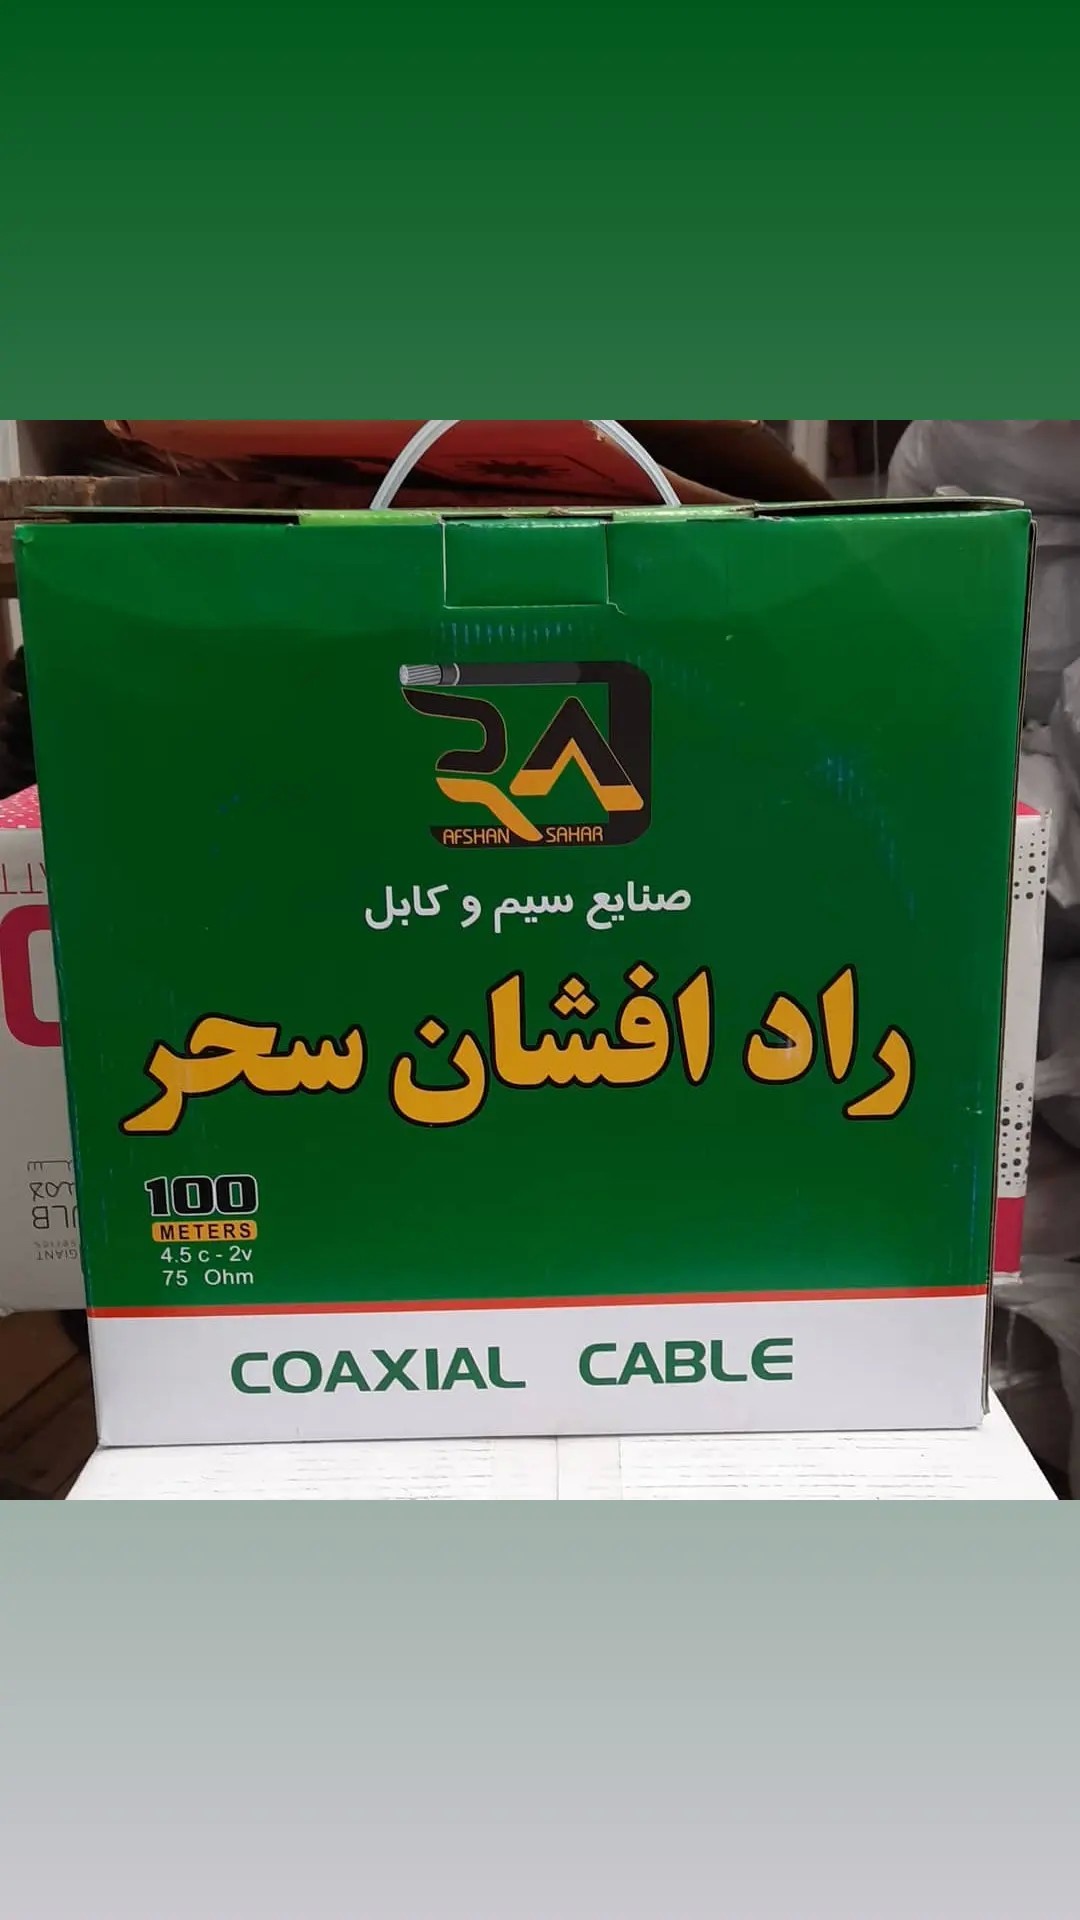 RA
AFSHAN SAHAR
صنایع سیم و کابل
راد افشان سحر
100
METERS
4.5 c - 2v
75 Ohm
COAXIAL CABLE